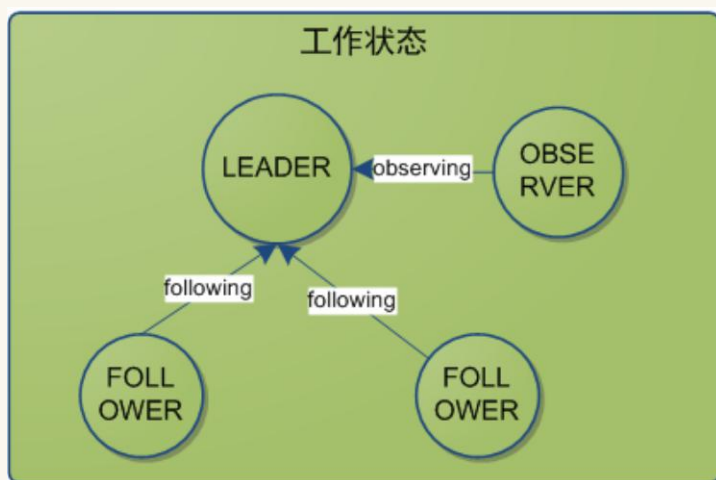 工作状态
LEADER
observing
OBSE
RVER
following
following
FOLL
OWER
FOLL
OWER